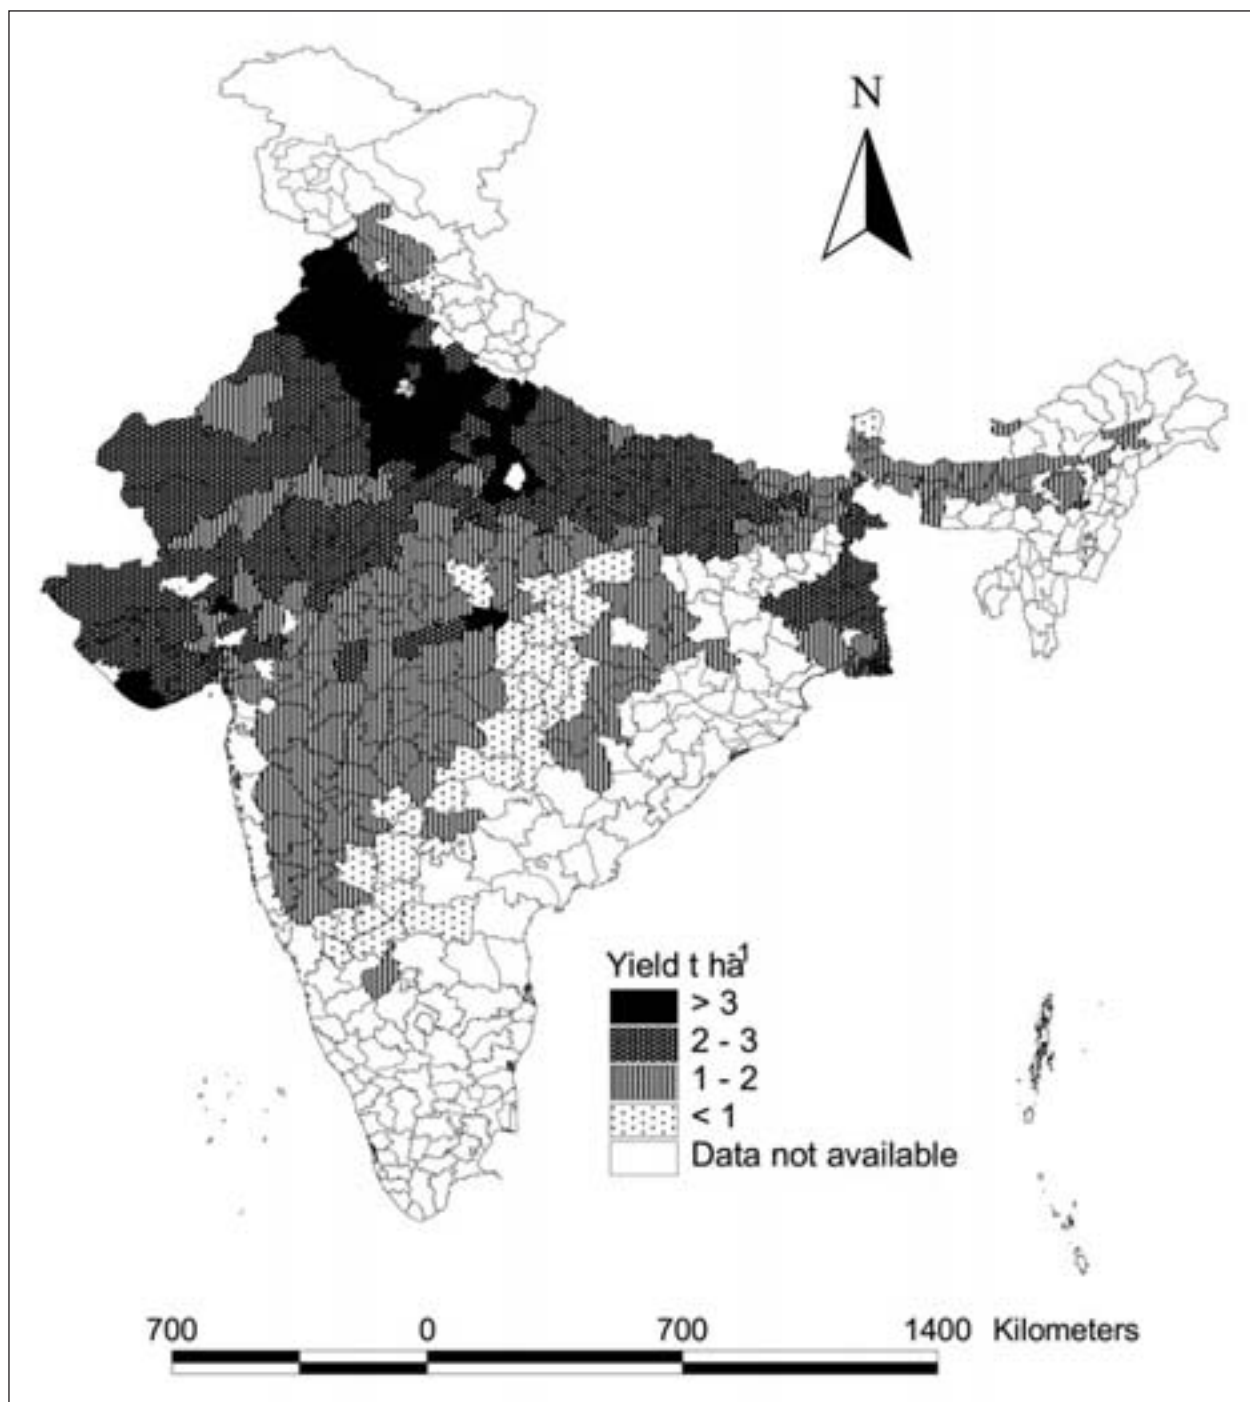 N
Yield t ha-1
> 3
2 - 3
1 - 2
< 1
Data not available
700 0 700 1400 Kilometers